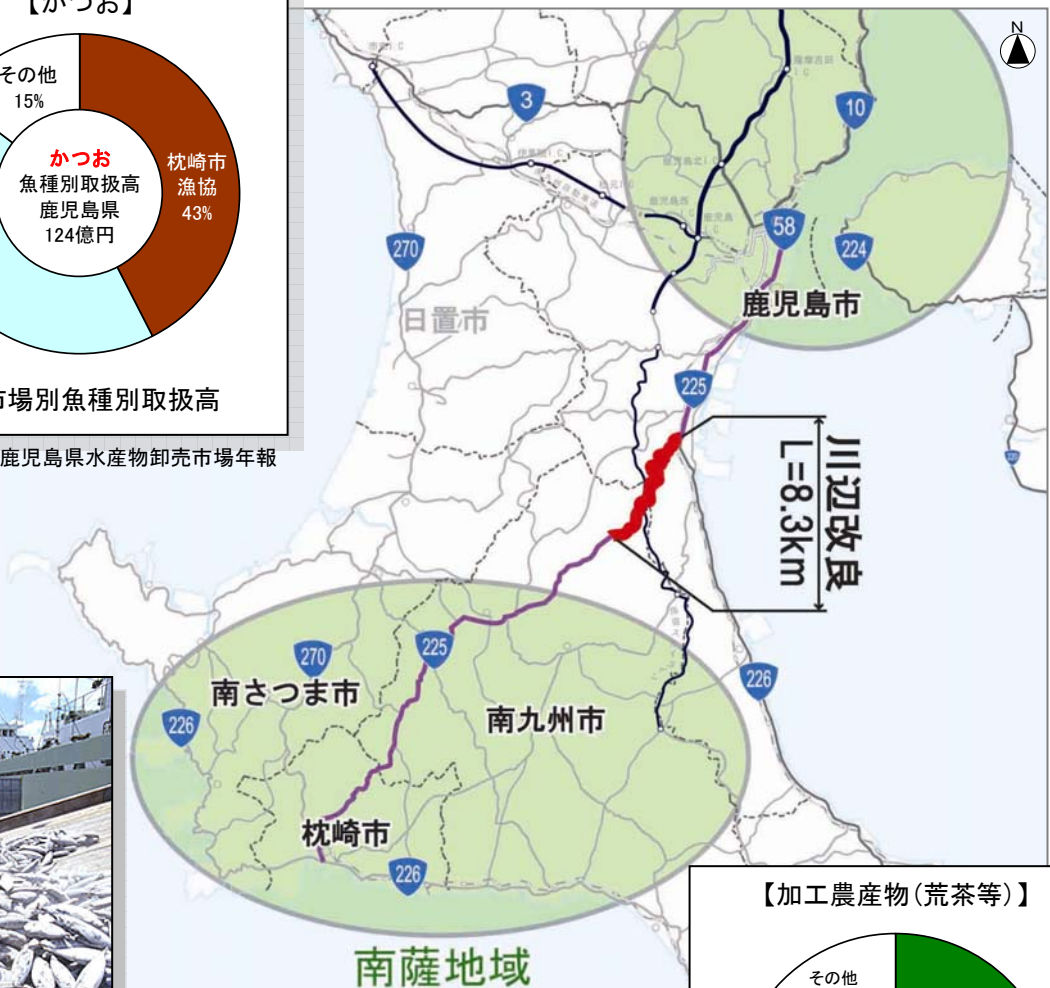 【かつお】
その他
15%
かつお
魚種別取扱高
鹿児島県
124億円
枕崎市
漁協
43%
市場別魚種別取扱高
鹿児島県水産物卸売市場年報
N
3
10
58
270
224
鹿児島市
日置市
225
川辺改良
L=8.3km
225
270
南さつま市
226
南九州市
226
枕崎市
226
南薩地域
【加工農産物(荒茶等)】
その他